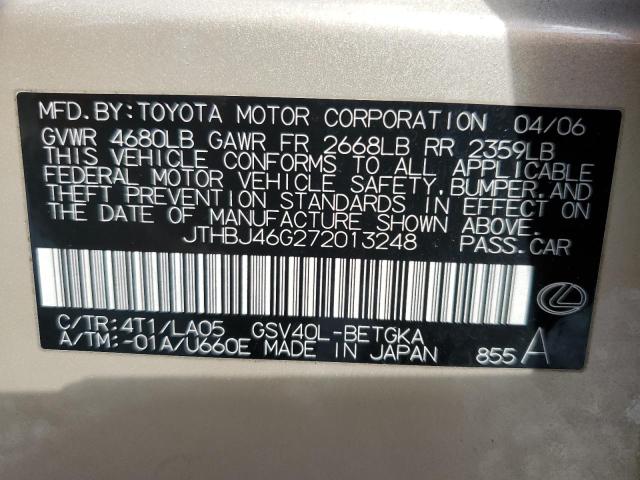 MFD. BY: TOYOTA MOTOR CORPORATION 04/06
GVWR 4680LB GAWR FR 2668LB RR 2359LB
THIS VEHICLE CONFORMS TO ALL APPLICABLE
FEDERAL MOTOR VEHICLE SAFETY, BUMPER, AND
THEFT PREVENTION STANDARDS IN EFFECT ON
THE DATE OF MANUFACTURE SHOWN ABOVE.
JTHBJ46G272013248 PASS. CAR
C/TR: 4T1/LA05 GSV40L-BETGKA
A/TM: -01A/U660E MADE IN JAPAN 855 A